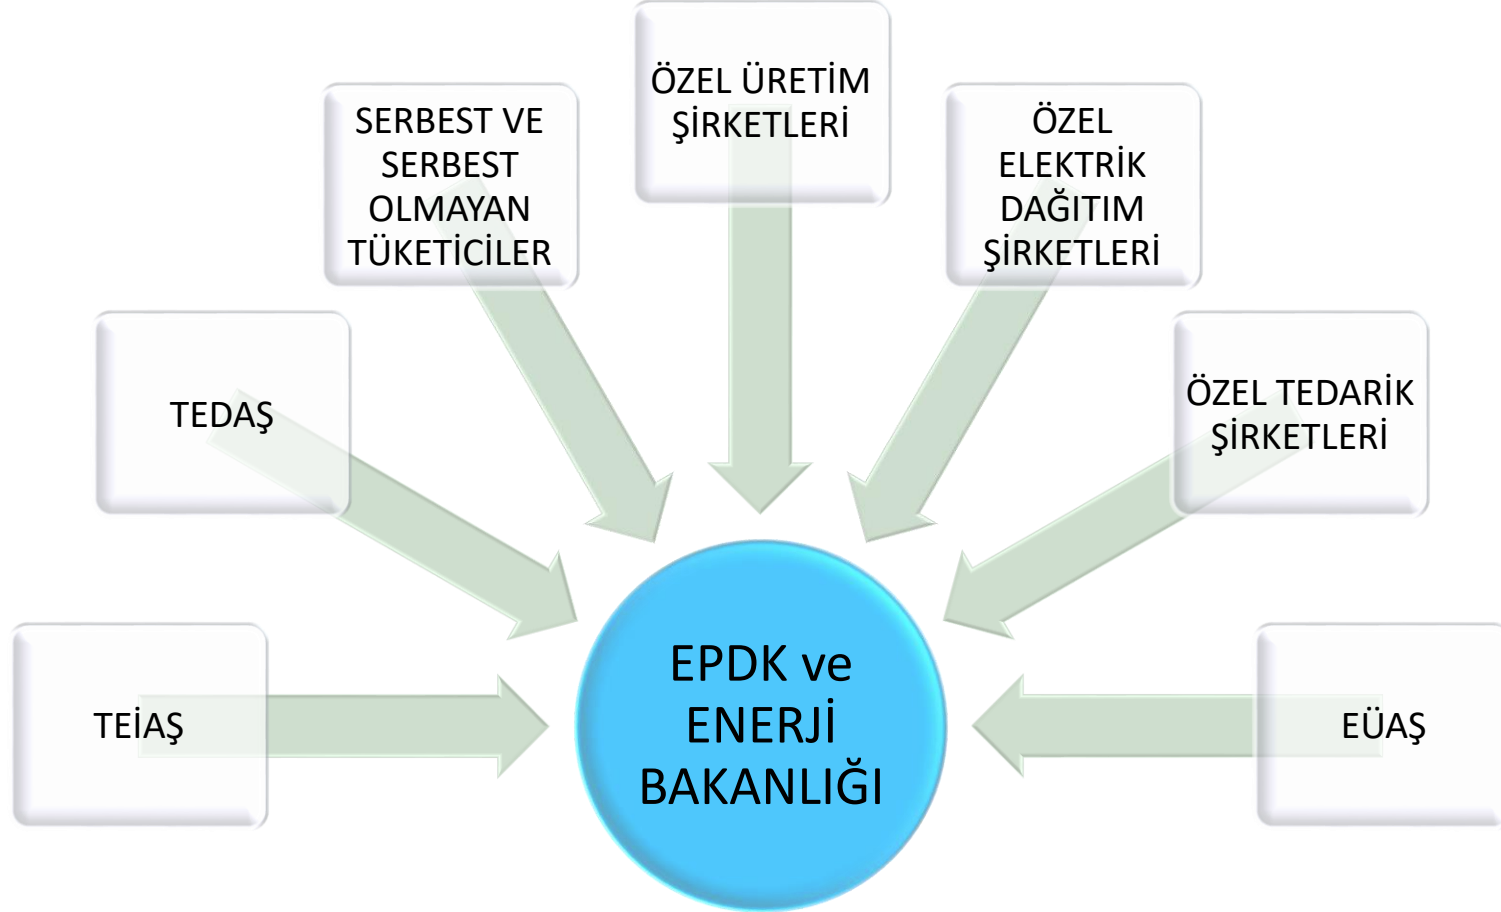 ÖZEL ÜRETİM
ŞİRKETLERİ
SERBEST VE
SERBEST
OLMAYAN
TÜKETİCİLER
ÖZEL
ELEKTRİK
DAĞITIM
ŞİRKETLERİ
TEDAŞ
ÖZEL TEDARİK
ŞİRKETLERİ
TEİAŞ
EPDK ve
ENERJİ
BAKANLIĞI
EÜAŞ